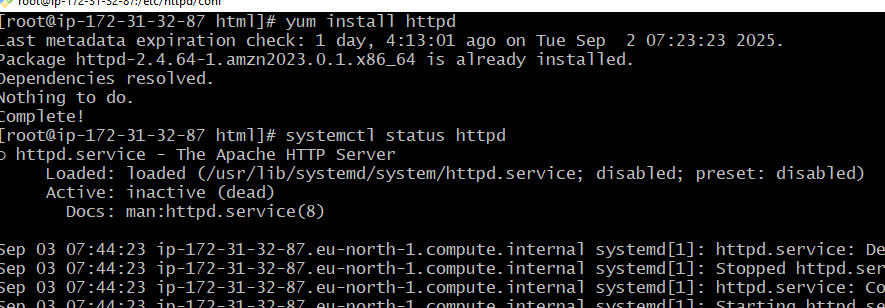 root@ip-172-31-32-87:/etc/httpd/conf
[root@ip-172-31-32-87 html]# yum install httpd
Last metadata expiration check: 1 day, 4:13:01 ago on Tue Sep  2 07:23:23 2025.
Package httpd-2.4.64-1.amzn2023.0.1.x86_64 is already installed.
Dependencies resolved.
Nothing to do.
Complete!
[root@ip-172-31-32-87 html]# systemctl status httpd
○ httpd.service - The Apache HTTP Server
     Loaded: loaded (/usr/lib/systemd/system/httpd.service; disabled; preset: disabled)
     Active: inactive (dead)
       Docs: man:httpd.service(8)
Sep 03 07:44:23 ip-172-31-32-87.eu-north-1.compute.internal systemd[1]: httpd.service: De
Sep 03 07:44:23 ip-172-31-32-87.eu-north-1.compute.internal systemd[1]: Stopped httpd.ser
Sep 03 07:44:23 ip-172-31-32-87.eu-north-1.compute.internal systemd[1]: httpd.service: Co
Sep 03 07:44:23 ip-172-31-32-87.eu-north-1.compute.internal systemd[1]: Starting httpd.se